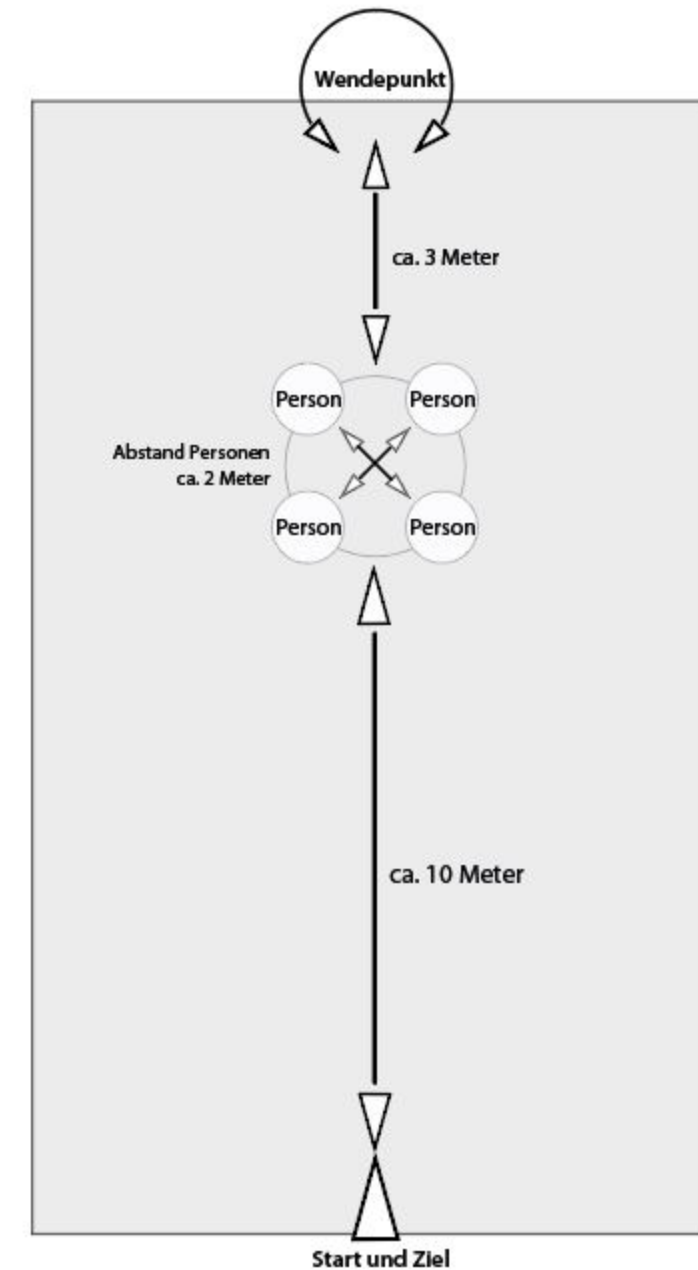 Wendepunkt
ca. 3 Meter
Person
Person
Abstand Personen
ca. 2 Meter
Person
Person
ca. 10 Meter
Start und Ziel